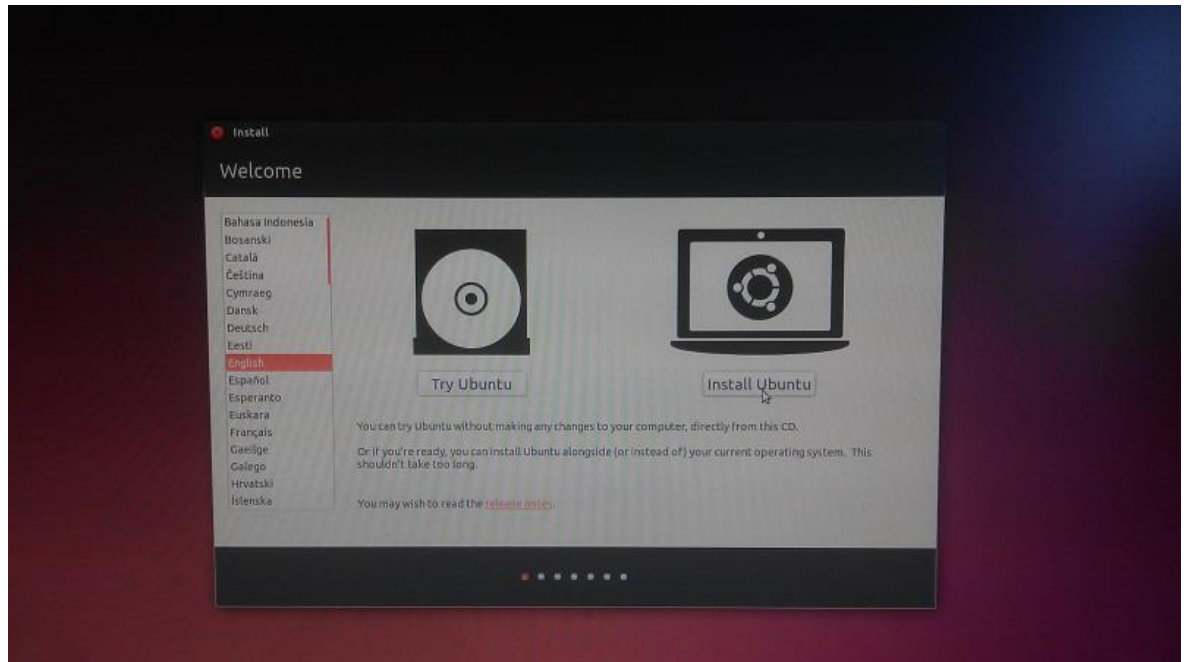 Install
Welcome
Bahasa Indonesia
Bosanski
Català
Čeština
Cymraeg
Dansk
Deutsch
Eesti
English
Español
Esperanto
Euskara
Français
Gaeilge
Galego
Hrvatski
Íslenska
Try Ubuntu
Install Ubuntu
You can try Ubuntu without making any changes to your computer, directly from this CD.
Or if you're ready, you can install Ubuntu alongside (or instead of) your current operating system. This
shouldn't take too long.
You may wish to read the release notes.